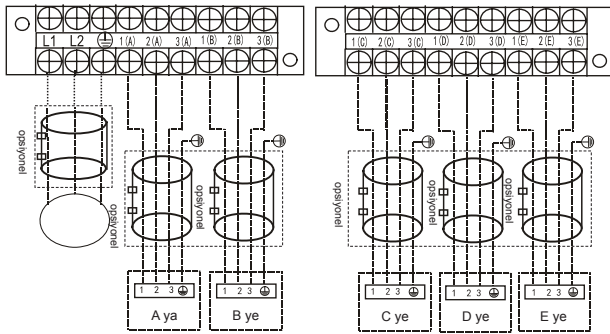 L1 L2 1(A) 2(A) 3(A) 1(B) 2(B) 3(B)
1(C) 2(C) 3(C) 1(D) 2(D) 3(D) 1(E) 2(E) 3(E)
opsiyonel
opsiyonel
opsiyonel
opsiyonel
opsiyonel
opsiyonel
opsiyonel
1 2 3
A ya
1 2 3
B ye
1 2 3
C ye
1 2 3
D ye
1 2 3
E ye